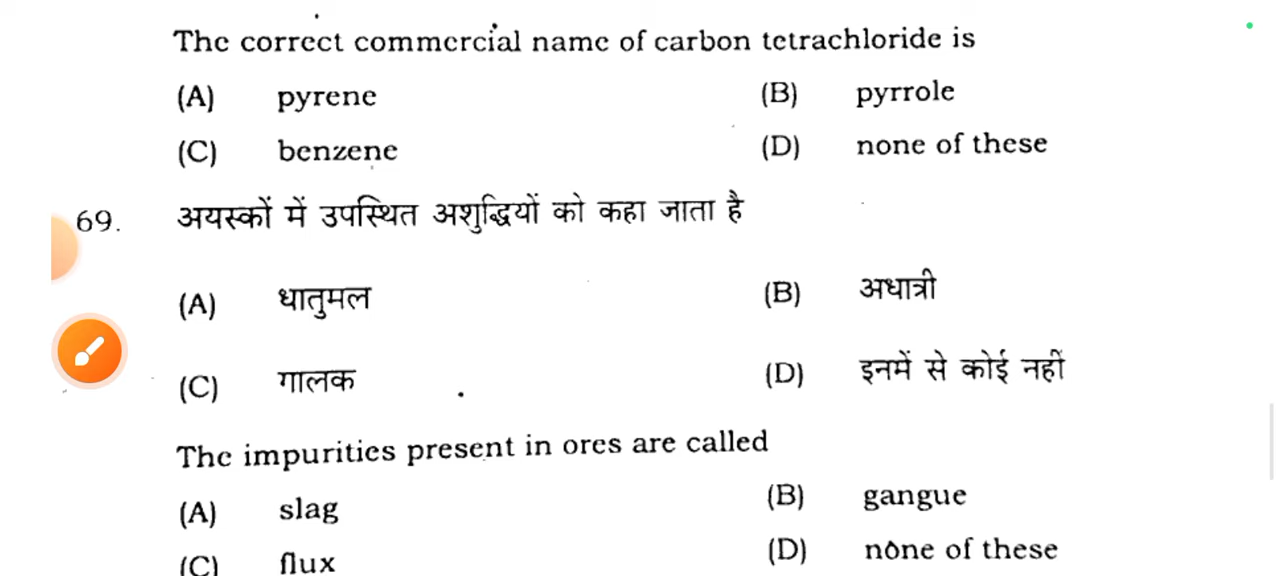 The correct commercial name of carbon tetrachloride is
(A) pyrene (B) pyrrole
(C) benzene (D) none of these
69. अयस्कों में उपस्थित अशुद्धियों को कहा जाता है
(A) धातुमल (B) अधात्री
(C) गालक (D) इनमें से कोई नहीं
The impurities present in ores are called
(A) slag (B) gangue
(C) flux (D) none of these